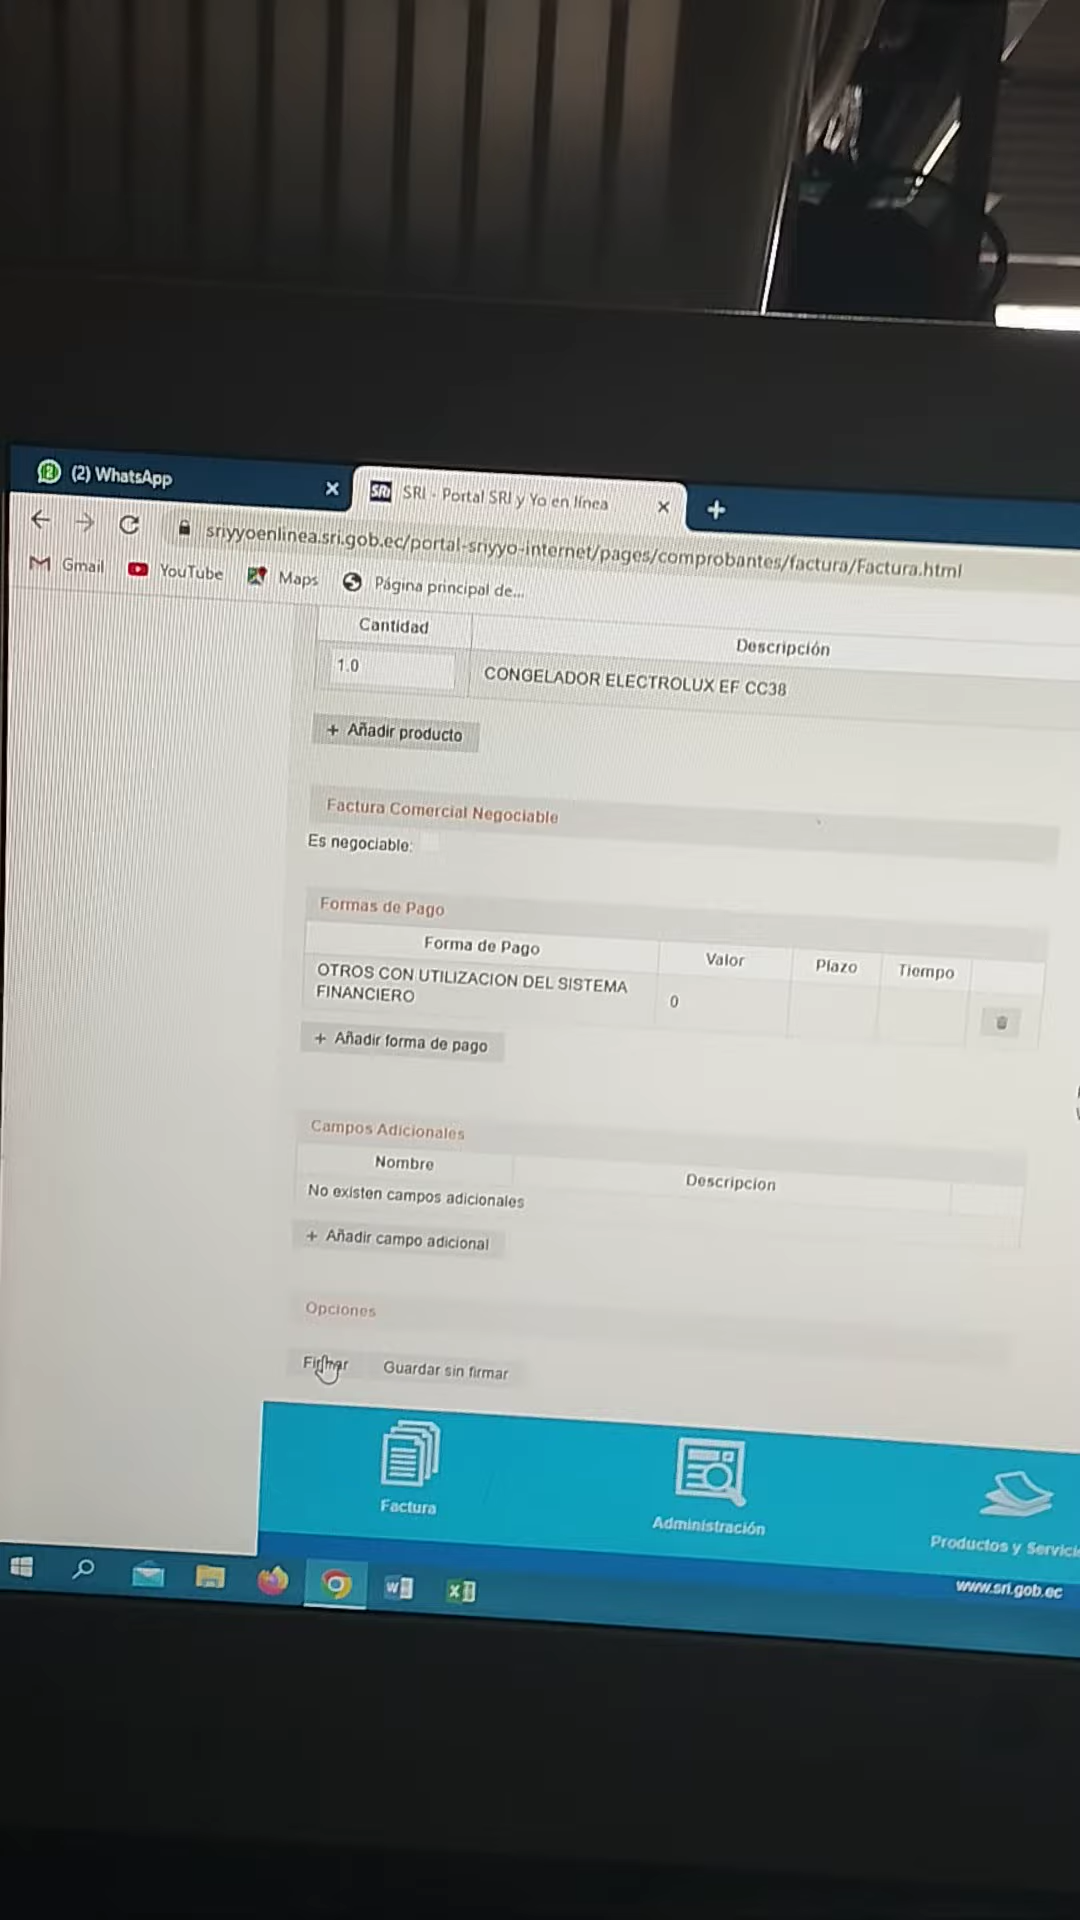 (2) WhatsApp
SRI SRI - Portal SRI y Yo en línea
sriyyoenlinea.sri.gob.ec/portal-sriyyo-internet/pages/comprobantes/factura/Factura.html
Gmail YouTube Maps Página principal de...
Cantidad Descripción
1.0 CONGELADOR ELECTROLUX EF CC38
+ Añadir producto
Factura Comercial Negociable
Es negociable:
Formas de Pago
Forma de Pago Valor Plazo Tiempo
OTROS CON UTILIZACION DEL SISTEMA
FINANCIERO 0
+ Añadir forma de pago
Campos Adicionales
Nombre Descripcion
No existen campos adicionales
+ Añadir campo adicional
Opciones
Firmar Guardar sin firmar
Factura Administración Productos y
www.sri.gob.ec